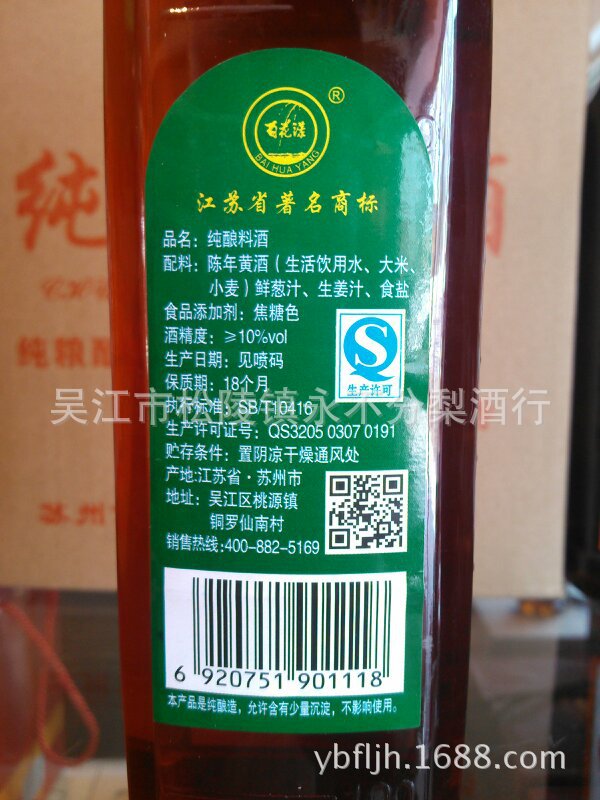 百花漾
®
BAI HUA YANG
江苏省著名商标
品名：纯酿料酒
配料：陈年黄酒（生活饮用水、大米、
小麦）鲜葱汁、生姜汁、食盐
食品添加剂：焦糖色
酒精度：≥10%vol
生产日期：见喷码
保质期：18个月
执行标准：SB/T10416
生产许可证号：QS3205 0307 0191
贮存条件：置阴凉干燥通风处
产地：江苏省·苏州市
地址：吴江区桃源镇
铜罗仙南村
销售热线：400-882-5169
生产许可
6 920751 901118
本产品是纯酿造，允许含有少量沉淀，不影响使用。
吴江市松陵镇永不分梨酒行
ybfljh.1688.com
纯
酒
纯粮
苏州